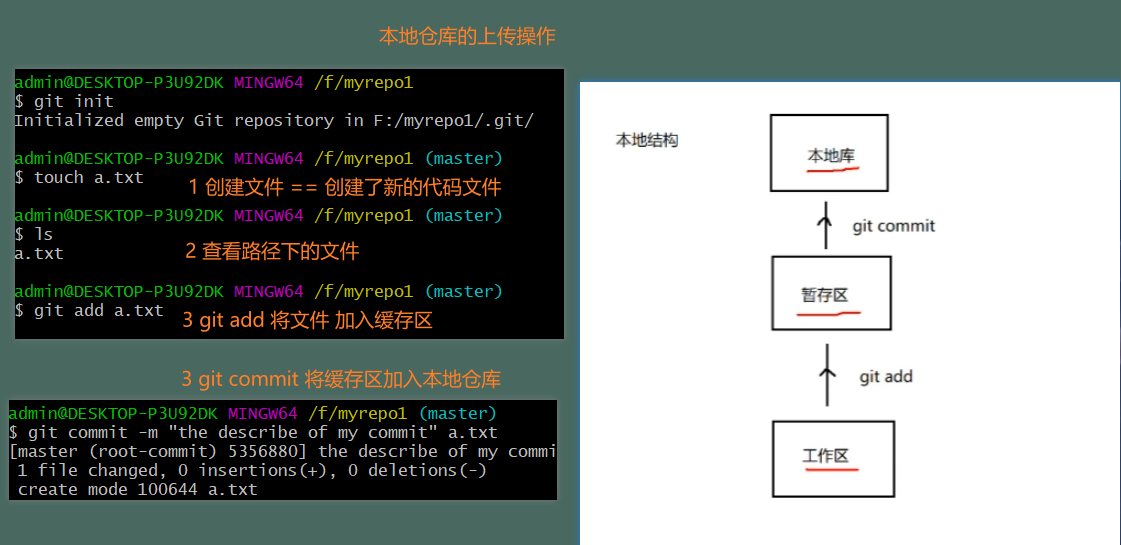 本地仓库的上传操作
admin@DESKTOP-P3U92DK MINGW64 /f/myrepo1
$ git init
Initialized empty Git repository in F:/myrepo1/.git/
admin@DESKTOP-P3U92DK MINGW64 /f/myrepo1 (master)
$ touch a.txt
1 创建文件 == 创建了新的代码文件
admin@DESKTOP-P3U92DK MINGW64 /f/myrepo1 (master)
$ ls
a.txt
2 查看路径下的文件
admin@DESKTOP-P3U92DK MINGW64 /f/myrepo1 (master)
$ git add a.txt
3 git add 将文件 加入缓存区
3 git commit 将缓存区加入本地仓库
admin@DESKTOP-P3U92DK MINGW64 /f/myrepo1 (master)
$ git commit -m "the describe of my commit" a.txt
[master (root-commit) 5356880] the describe of my commi
1 file changed, 0 insertions(+), 0 deletions(-)
create mode 100644 a.txt
本地结构
本地库
git commit
暂存区
git add
工作区